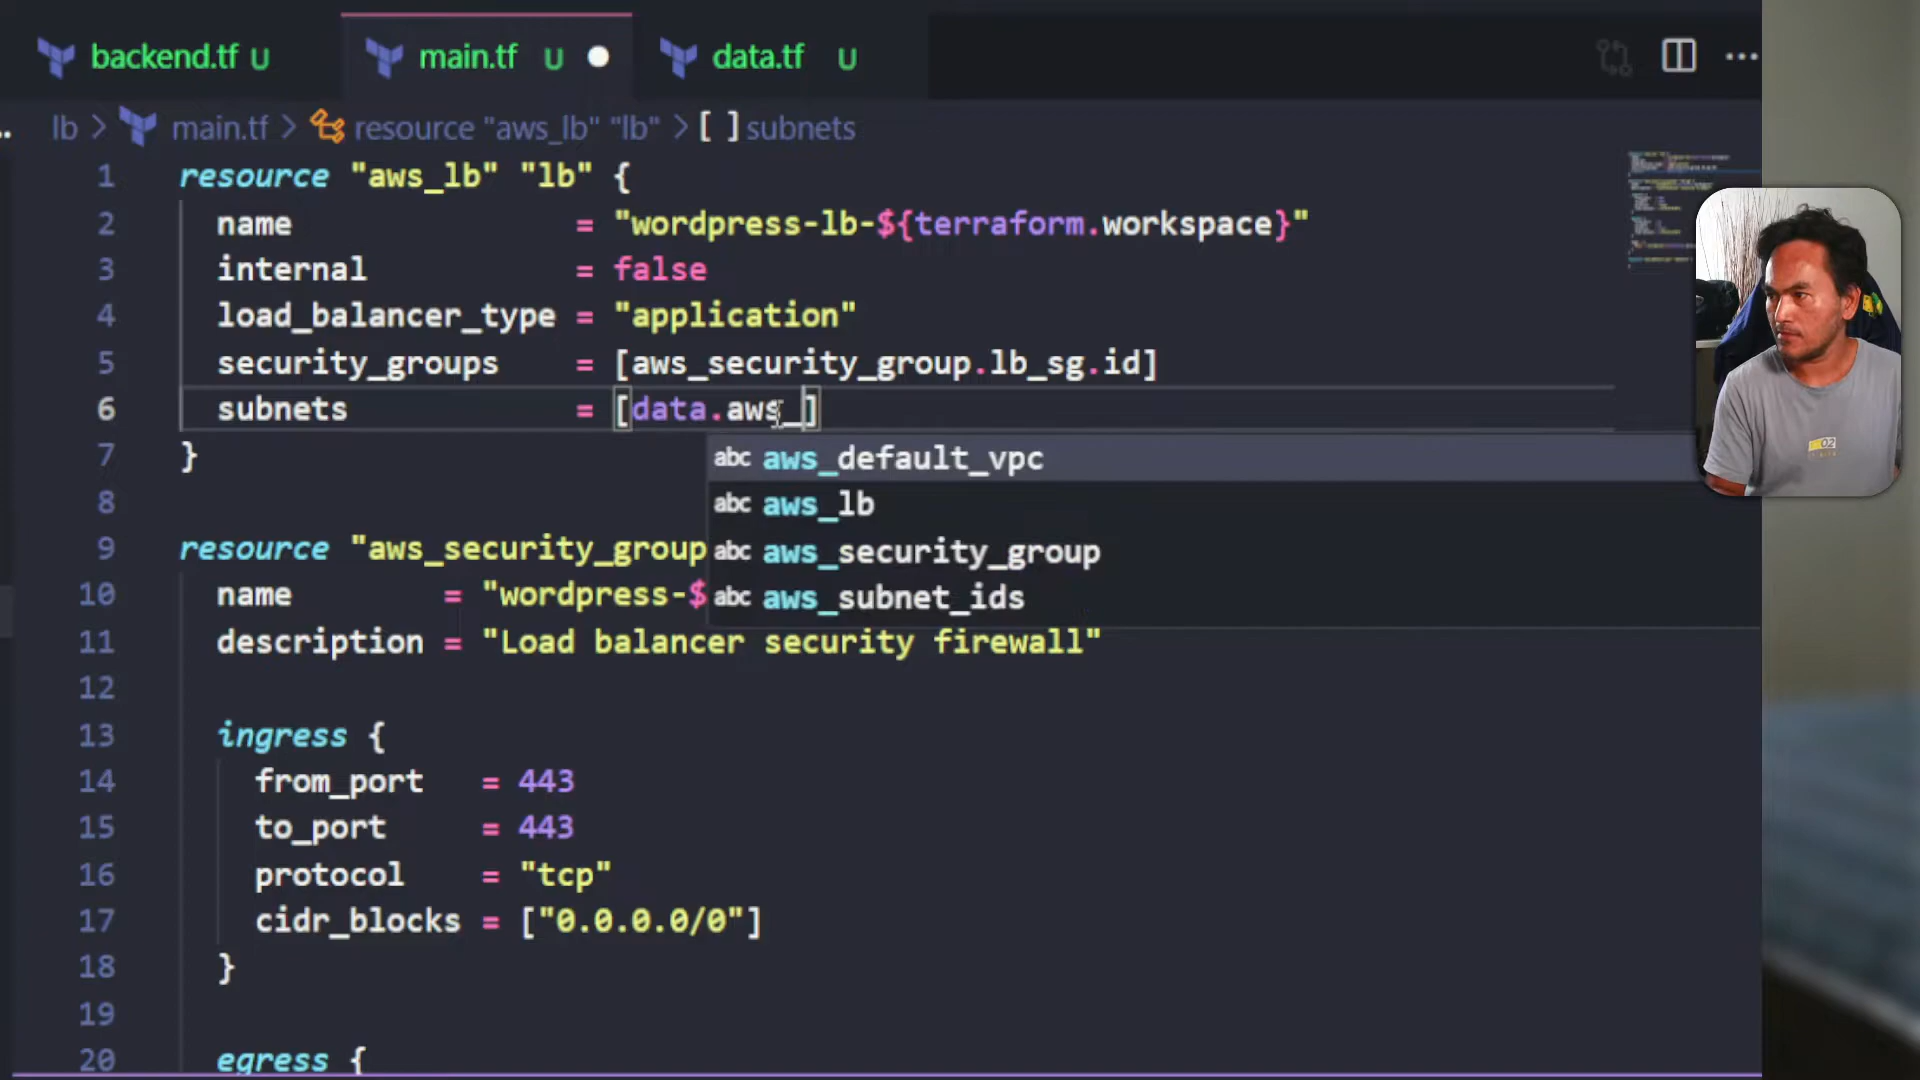 backend.tf U
main.tf U
data.tf U
lb > main.tf > resource "aws_lb" "lb" > [ ] subnets
1 resource "aws_lb" "lb" {
2 name = "wordpress-lb-${terraform.workspace}"
3 internal = false
4 load_balancer_type = "application"
5 security_groups = [aws_security_group.lb_sg.id]
6 subnets = [data.aws_]
abc aws_default_vpc
abc aws_lb
abc aws_security_group
abc aws_subnet_ids
7 }
8
9 resource "aws_security_group
10 name = "wordpress-$
11 description = "Load balancer security firewall"
12
13 ingress {
14 from_port = 443
15 to_port = 443
16 protocol = "tcp"
17 cidr_blocks = ["0.0.0.0/0"]
18 }
19
20 egress {
02